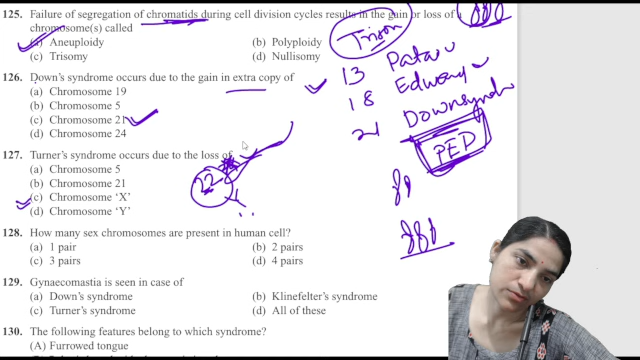 125. Failure of segregation of chromatids during cell division cycles results in the gain or loss of a
chromosome(s) called
(a) Aneuploidy (b) Polyploidy
(c) Trisomy (d) Nullisomy
126. Down's syndrome occurs due to the gain in extra copy of
(a) Chromosome 19
(b) Chromosome 5
(c) Chromosome 21
(d) Chromosome 24
127. Turner's syndrome occurs due to the loss of
(a) Chromosome 5
(b) Chromosome 21
(c) Chromosome 'X'
(d) Chromosome 'Y'
128. How many sex chromosomes are present in human cell?
(a) 1 pair (b) 2 pairs
(c) 3 pairs (d) 4 pairs
129. Gynaecomastia is seen in case of
(a) Down's syndrome (b) Klinefelter's syndrome
(c) Turner's syndrome (d) All of these
130. The following features belong to which syndrome?
(A) Furrowed tongue
Trisom
13 Patau
18 Edward
21 Downsynd
PED
22